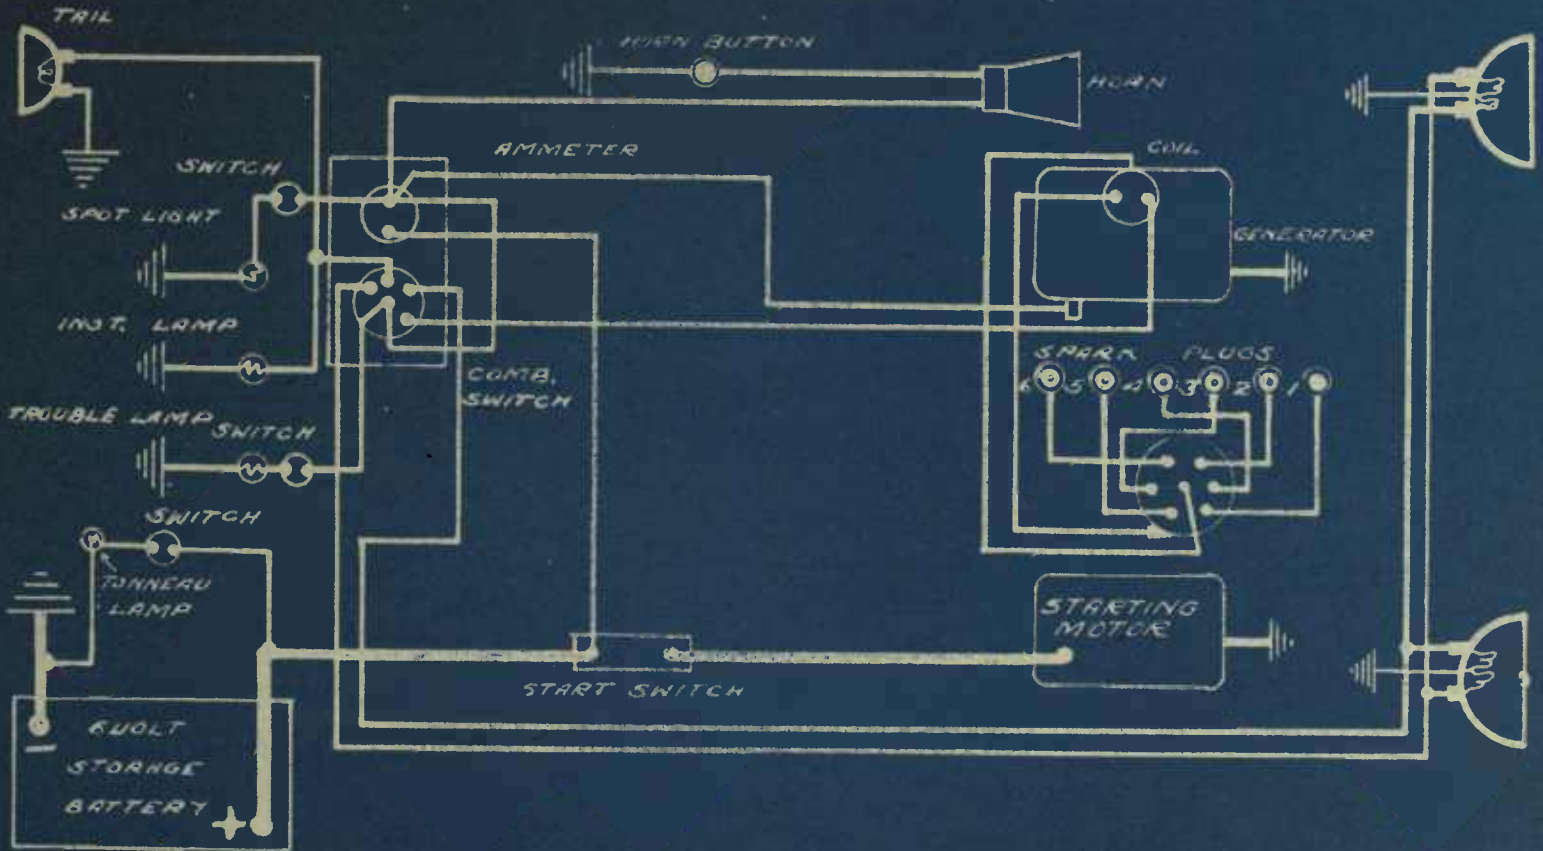 TAIL
HORN BUTTON
HORN
AMMETER
COIL
SWITCH
SPOT LIGHT
GENERATOR
INST. LAMP
SPARK PLUGS
6 5 4 3 2 1
COMB.
SWITCH
TROUBLE LAMP
SWITCH
SWITCH
TONNEAU
LAMP
STARTING
MOTOR
START SWITCH
6 VOLT
STORAGE
BATTERY